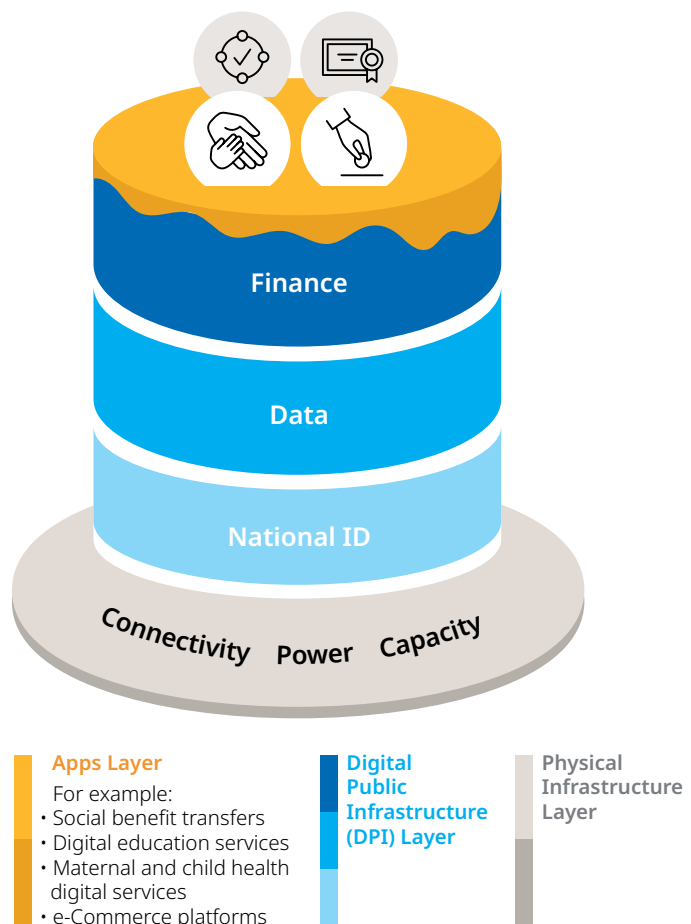 Finance
Data
National ID
Connectivity Power Capacity
Apps Layer
For example:
• Social benefit transfers
• Digital education services
• Maternal and child health
digital services
• e-Commerce platforms
Digital
Public
Infrastructure
(DPI) Layer
Physical
Infrastructure
Layer